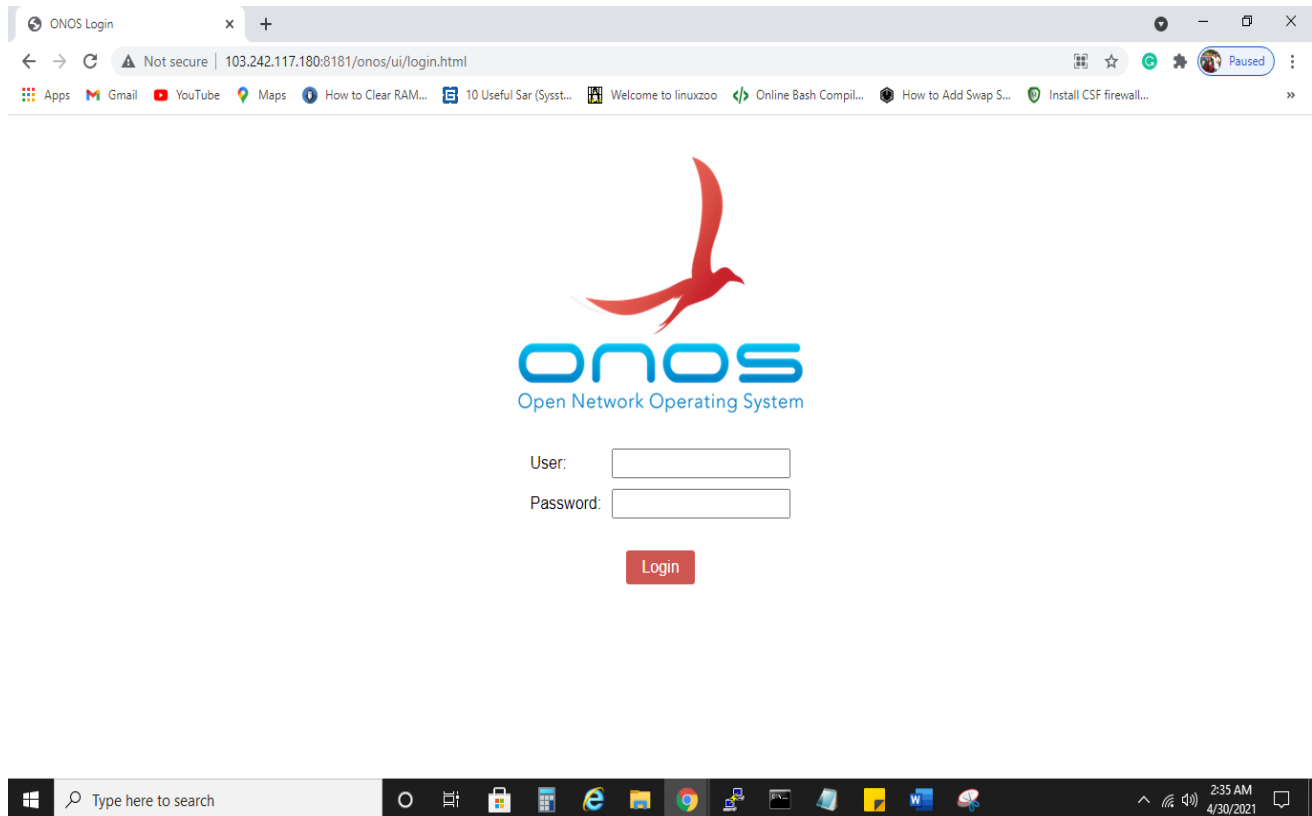 ONOS Login
Not secure | 103.242.117.180:8181/onos/ui/login.html
Paused
Apps Gmail YouTube Maps How to Clear RAM... 10 Useful Sar (Sysst... Welcome to linuxzoo Online Bash Compil... How to Add Swap S... Install CSF firewall... »
onos
Open Network Operating System
User:
Password:
Login
Type here to search
2:35 AM
4/30/2021